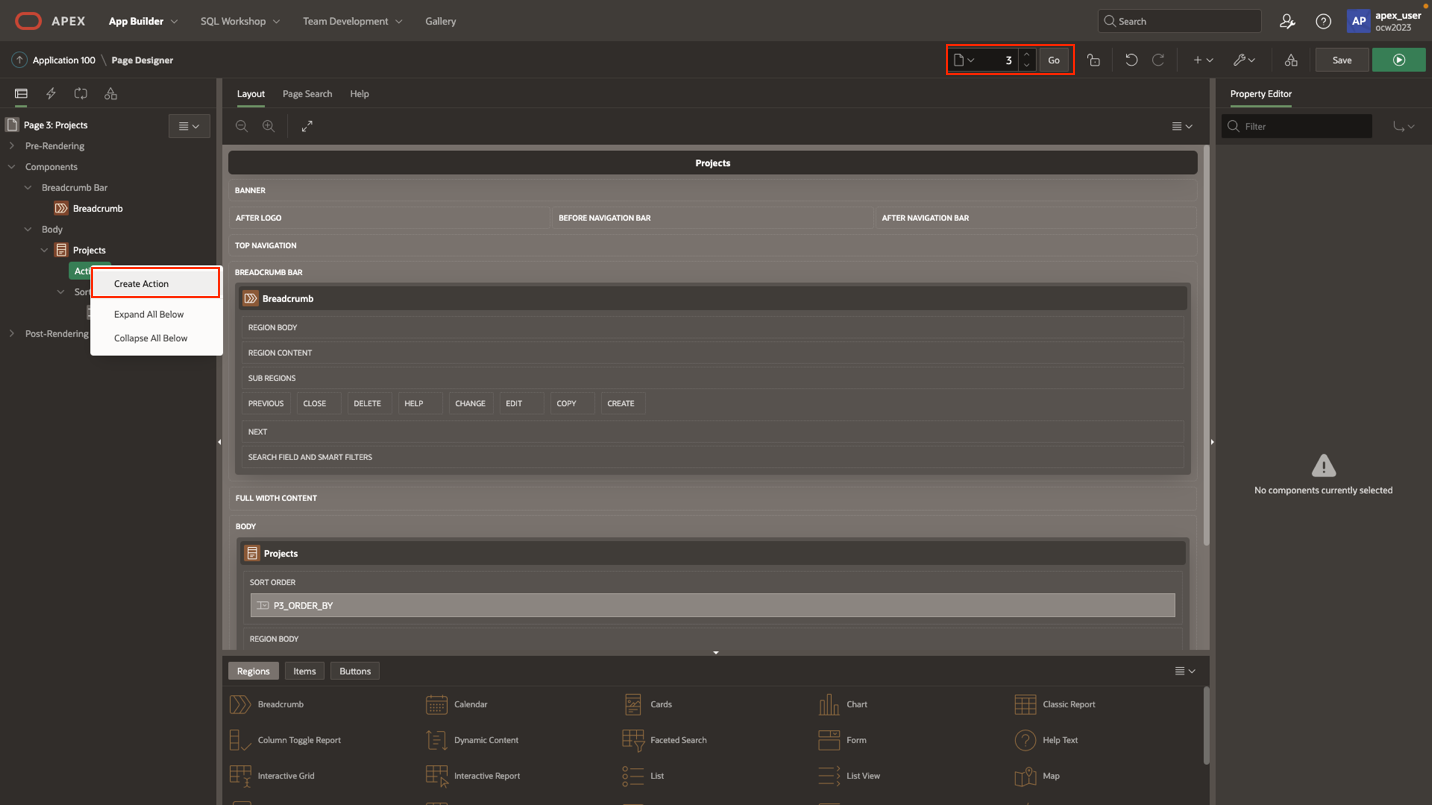 APEX
App Builder
SQL Workshop
Team Development
Gallery
Search
AP
apex_user
ocw2023
Application 100 \ Page Designer
3
Go
Save
Layout
Page Search
Help
Property Editor
Page 3: Projects
Filter
Pre-Rendering
Components
Breadcrumb Bar
Breadcrumb
Body
Projects
Create Action
Expand All Below
Collapse All Below
Post-Rendering
Projects
BANNER
AFTER LOGO
BEFORE NAVIGATION BAR
AFTER NAVIGATION BAR
TOP NAVIGATION
BREADCRUMB BAR
Breadcrumb
REGION BODY
REGION CONTENT
SUB REGIONS
PREVIOUS
CLOSE
DELETE
HELP
CHANGE
EDIT
COPY
CREATE
NEXT
SEARCH FIELD AND SMART FILTERS
FULL WIDTH CONTENT
BODY
Projects
SORT ORDER
P3_ORDER_BY
REGION BODY
No components currently selected
Regions
Items
Buttons
Breadcrumb
Calendar
Cards
Chart
Classic Report
Column Toggle Report
Dynamic Content
Faceted Search
Form
Help Text
Interactive Grid
Interactive Report
List
List View
Map